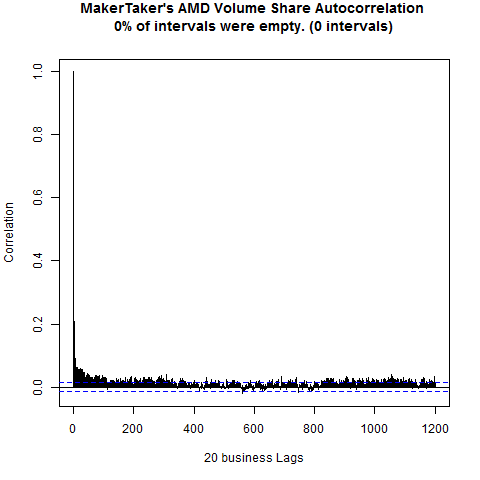 MakerTaker's AMD Volume Share Autocorrelation
0% of intervals were empty. (0 intervals)
Correlation
1.0
0.8
0.6
0.4
0.2
0.0
0 200 400 600 800 1000 1200
20 business Lags